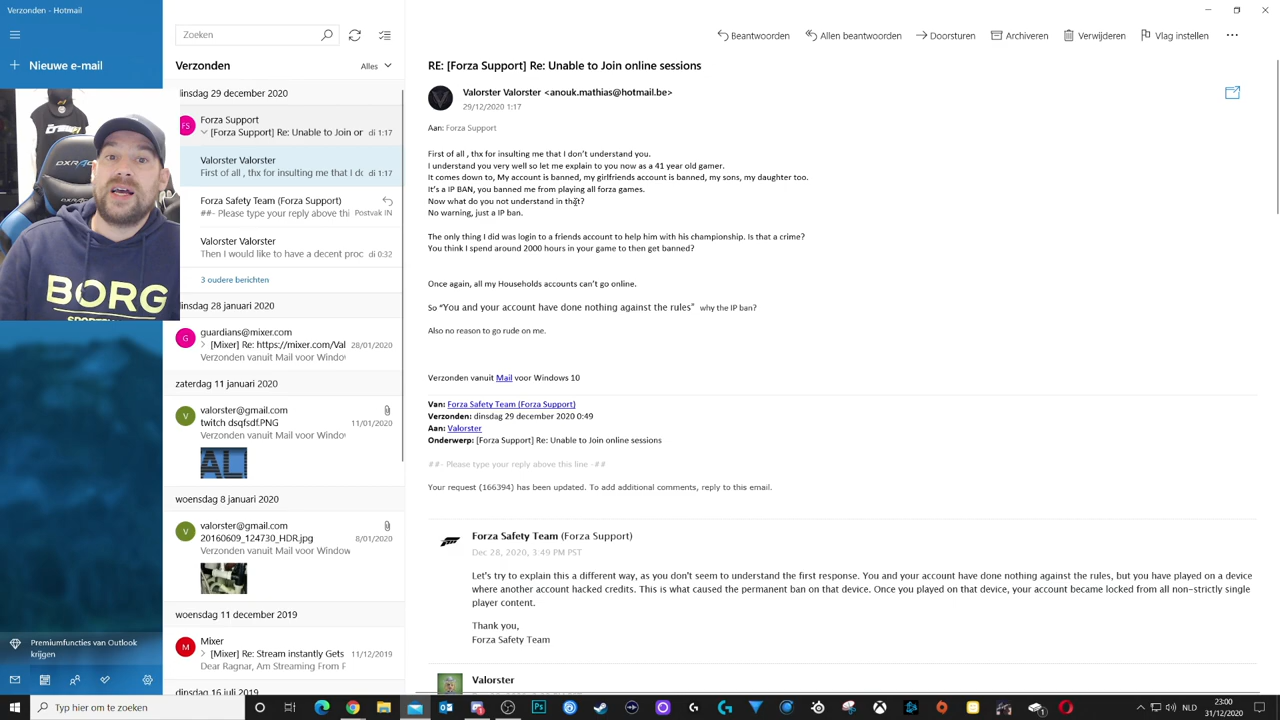 Verzonden - Hotmail
Nieuwe e-mail
Zoeken
Verzonden
Alles
dinsdag 29 december 2020
FS
Forza Support
[Forza Support] Re: Unable to Join or
di 1:17
Valorster Valorster
First of all , thx for insulting me that I dc
di 1:17
Forza Safety Team (Forza Support)
##- Please type your reply above thi
Postvak IN
Valorster Valorster
Then I would like to have a decent proc
di 0:32
3 oudere berichten
dinsdag 28 januari 2020
G
guardians@mixer.com
[Mixer] Re: https://mixer.com/Val
28/01/2020
Verzonden vanuit Mail voor Windov
zaterdag 11 januari 2020
V
valorster@gmail.com
twitch dsqfsdf.PNG
11/01/2020
Verzonden vanuit Mail voor Windov
woensdag 8 januari 2020
V
valorster@gmail.com
20160609_124730_HDR.jpg
8/01/2020
Verzonden vanuit Mail voor Window
woensdag 11 december 2019
M
Mixer
[Mixer] Re: Stream instantly Gets
11/12/2019
Dear Ragnar, Am Streaming From F
dinsdag 16 juli 2019
Premiumfuncties van Outlook
krijgen
DXRACER
BORG
Beantwoorden
Allen beantwoorden
Doorsturen
Archiveren
Verwijderen
Vlag instellen
RE: [Forza Support] Re: Unable to Join online sessions
Valorster Valorster <anouk.mathias@hotmail.be>
29/12/2020 1:17
Aan: Forza Support
First of all , thx for insulting me that I don't understand you.
I understand you very well so let me explain to you now as a 41 year old gamer.
It comes down to, My account is banned, my girlfriends account is banned, my sons, my daughter too.
It's a IP BAN, you banned me from playing all forza games.
Now what do you not understand in that?
No warning, just a IP ban.
The only thing I did was login to a friends account to help him with his championship. Is that a crime?
You think I spend around 2000 hours in your game to then get banned?
Once again, all my Households accounts can't go online.
So "You and your account have done nothing against the rules" why the IP ban?
Also no reason to go rude on me.
Verzonden vanuit Mail voor Windows 10
Van: Forza Safety Team (Forza Support)
Verzonden: dinsdag 29 december 2020 0:49
Aan: Valorster
Onderwerp: [Forza Support] Re: Unable to Join online sessions
##- Please type your reply above this line -##
Your request (166394) has been updated. To add additional comments, reply to this email.
Forza Safety Team (Forza Support)
Dec 28, 2020, 3:49 PM PST
Let's try to explain this a different way, as you don't seem to understand the first response. You and your account have done nothing against the rules, but you have played on a device
where another account hacked credits. This is what caused the permanent ban on that device. Once you played on that device, your account became locked from all non-strictly single
player content.
Thank you,
Forza Safety Team
Valorster
Typ hier om te zoeken
NLD
23:00
31/12/2020